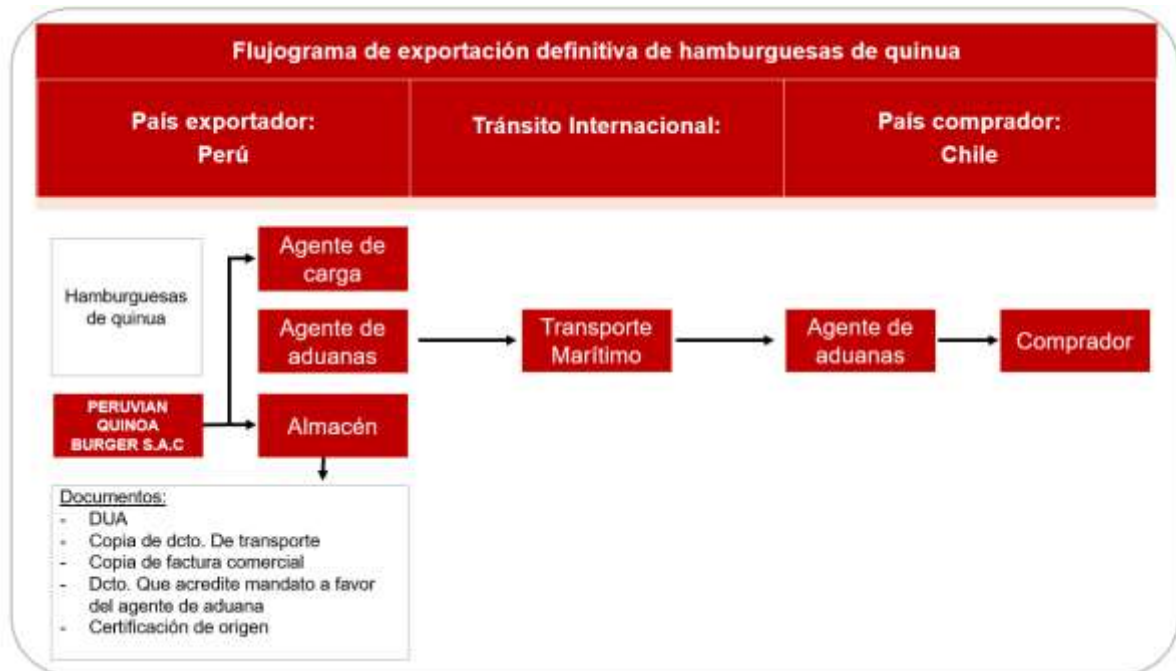 Flujograma de exportación definitiva de hamburguesas de quinua
País exportador:
Perú
Tránsito Internacional:
País comprador:
Chile
Hamburguesas
de quinua
Agente de
carga
Agente de
aduanas
Transporte
Marítimo
Agente de
aduanas
Comprador
PERUVIAN
QUINOA
BURGER S.A.C
Almacén
Documentos:
- DUA
- Copia de dcto. De transporte
- Copia de factura comercial
- Dcto. Que acredite mandato a favor
del agente de aduana
- Certificación de origen